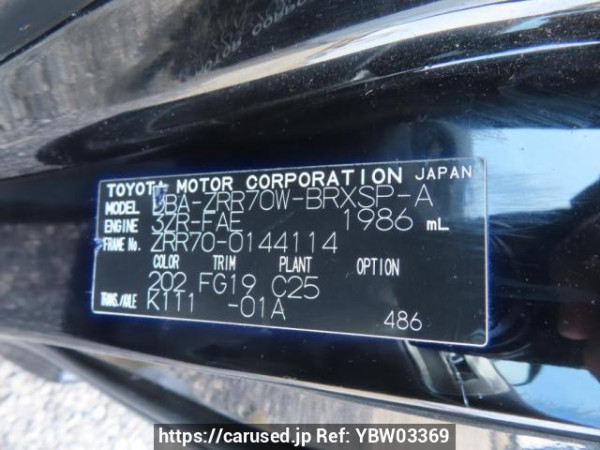 TOYOTA MOTOR CORPORATION JAPAN
MODEL DBA-ZRR70W-BRXSP-A
ENGINE 3ZR-FAE 1986 mL
FRAME No. ZRR70-0144114
COLOR TRIM PLANT OPTION
202 FG19 C25
TRANS./AXLE K111 -01A
486
https://carused.jp Ref: YBW03369